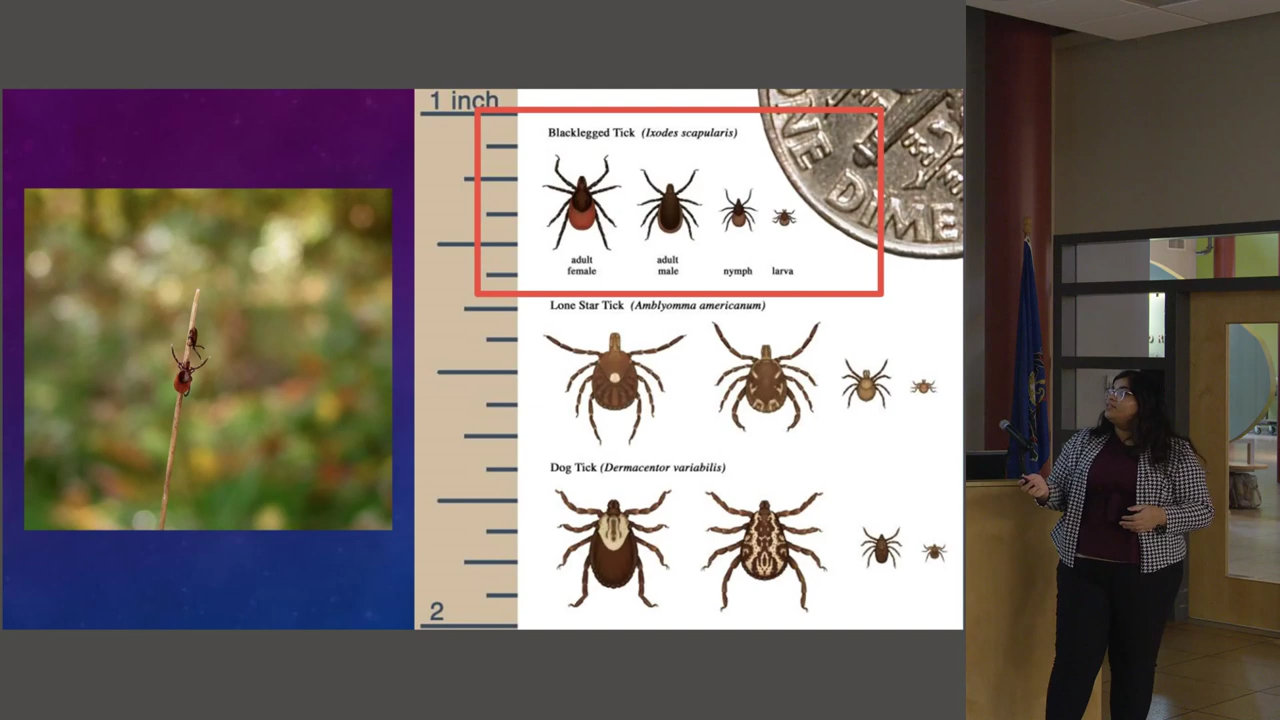 1 inch
Blacklegged Tick (Ixodes scapularis)
ONE DIME
adult
female
adult
male
nymph
larva
Lone Star Tick (Amblyomma americanum)
Dog Tick (Dermacentor variabilis)
2